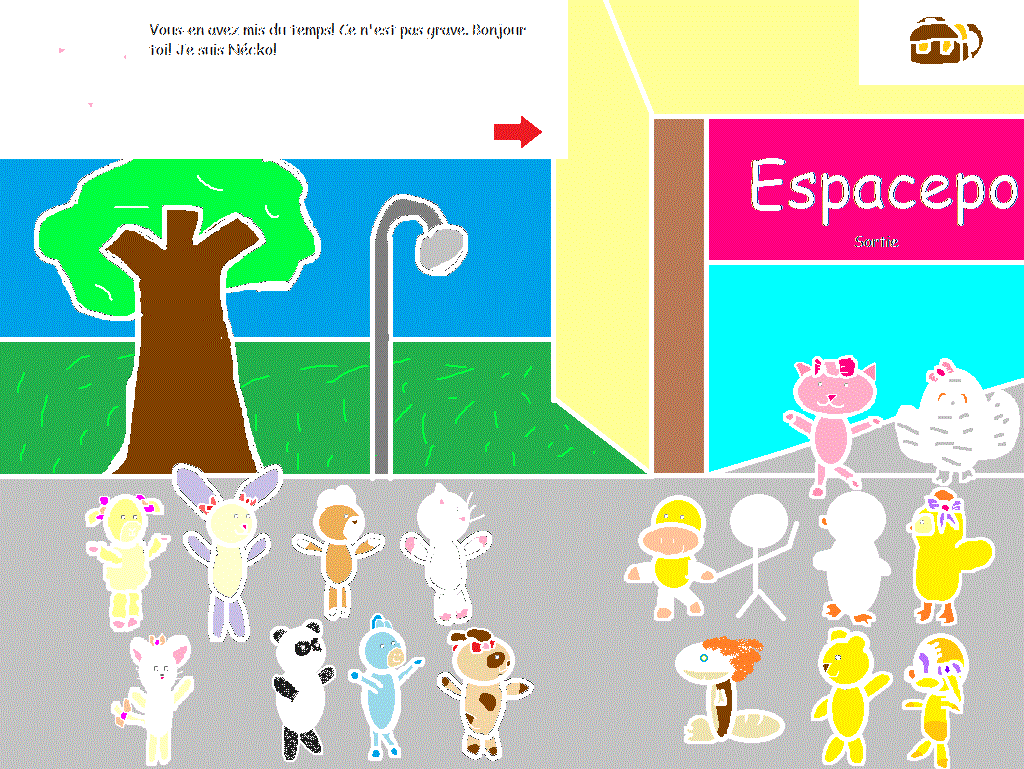 Vous en avez mis du temps! Ce n'est pas grave. Bonjour
toi! Je suis Nécko!
Espacepo
Sortie